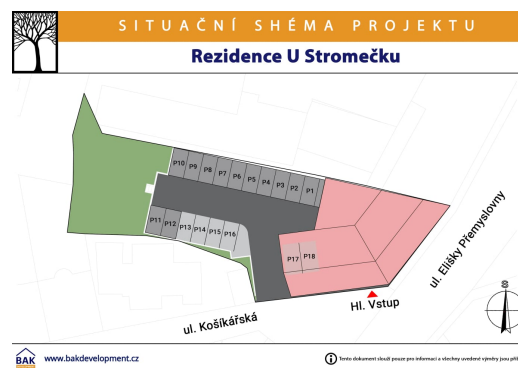 SITUAČNÍ SHÉMA PROJEKTU
Rezidence U Stromečku
P10 P9 P8 P7 P6 P5 P4 P3 P2 P1
P11 P12 P13 P14 P15 P16
P17 P18
ul. Elišky Přemyslovny
Hl. Vstup
ul. Košíkářská
S
BAK
www.bakdevelopment.cz
i Tento dokument slouží pouze pro informaci a všechny uvedené výměry jsou